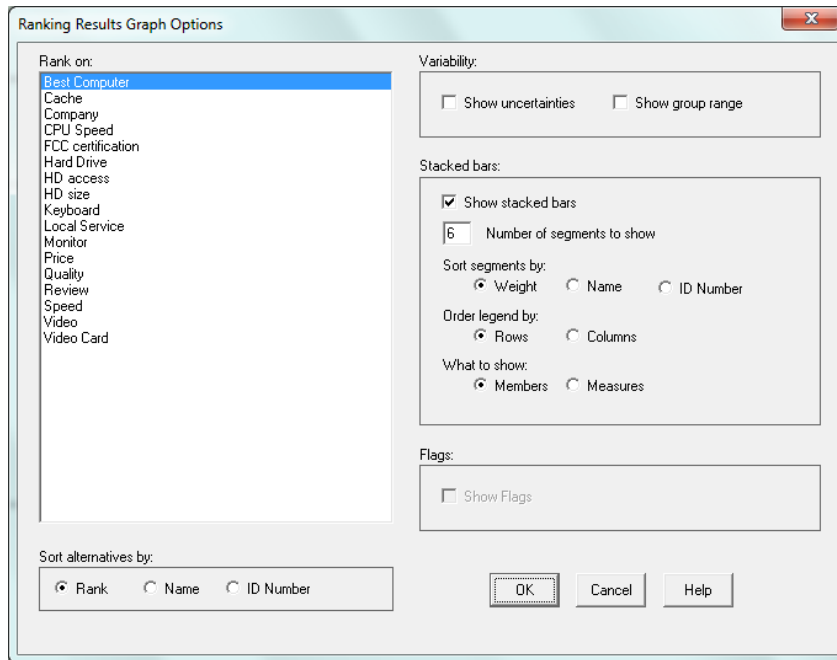 Ranking Results Graph Options
Rank on:
Best Computer
Cache
Company
CPU Speed
FCC certification
Hard Drive
HD access
HD size
Keyboard
Local Service
Monitor
Price
Quality
Review
Speed
Video
Video Card
Sort alternatives by:
Rank Name ID Number
Variability:
Show uncertainties Show group range
Stacked bars:
Show stacked bars
6 Number of segments to show
Sort segments by:
Weight Name ID Number
Order legend by:
Rows Columns
What to show:
Members Measures
Flags:
Show Flags
OK Cancel Help